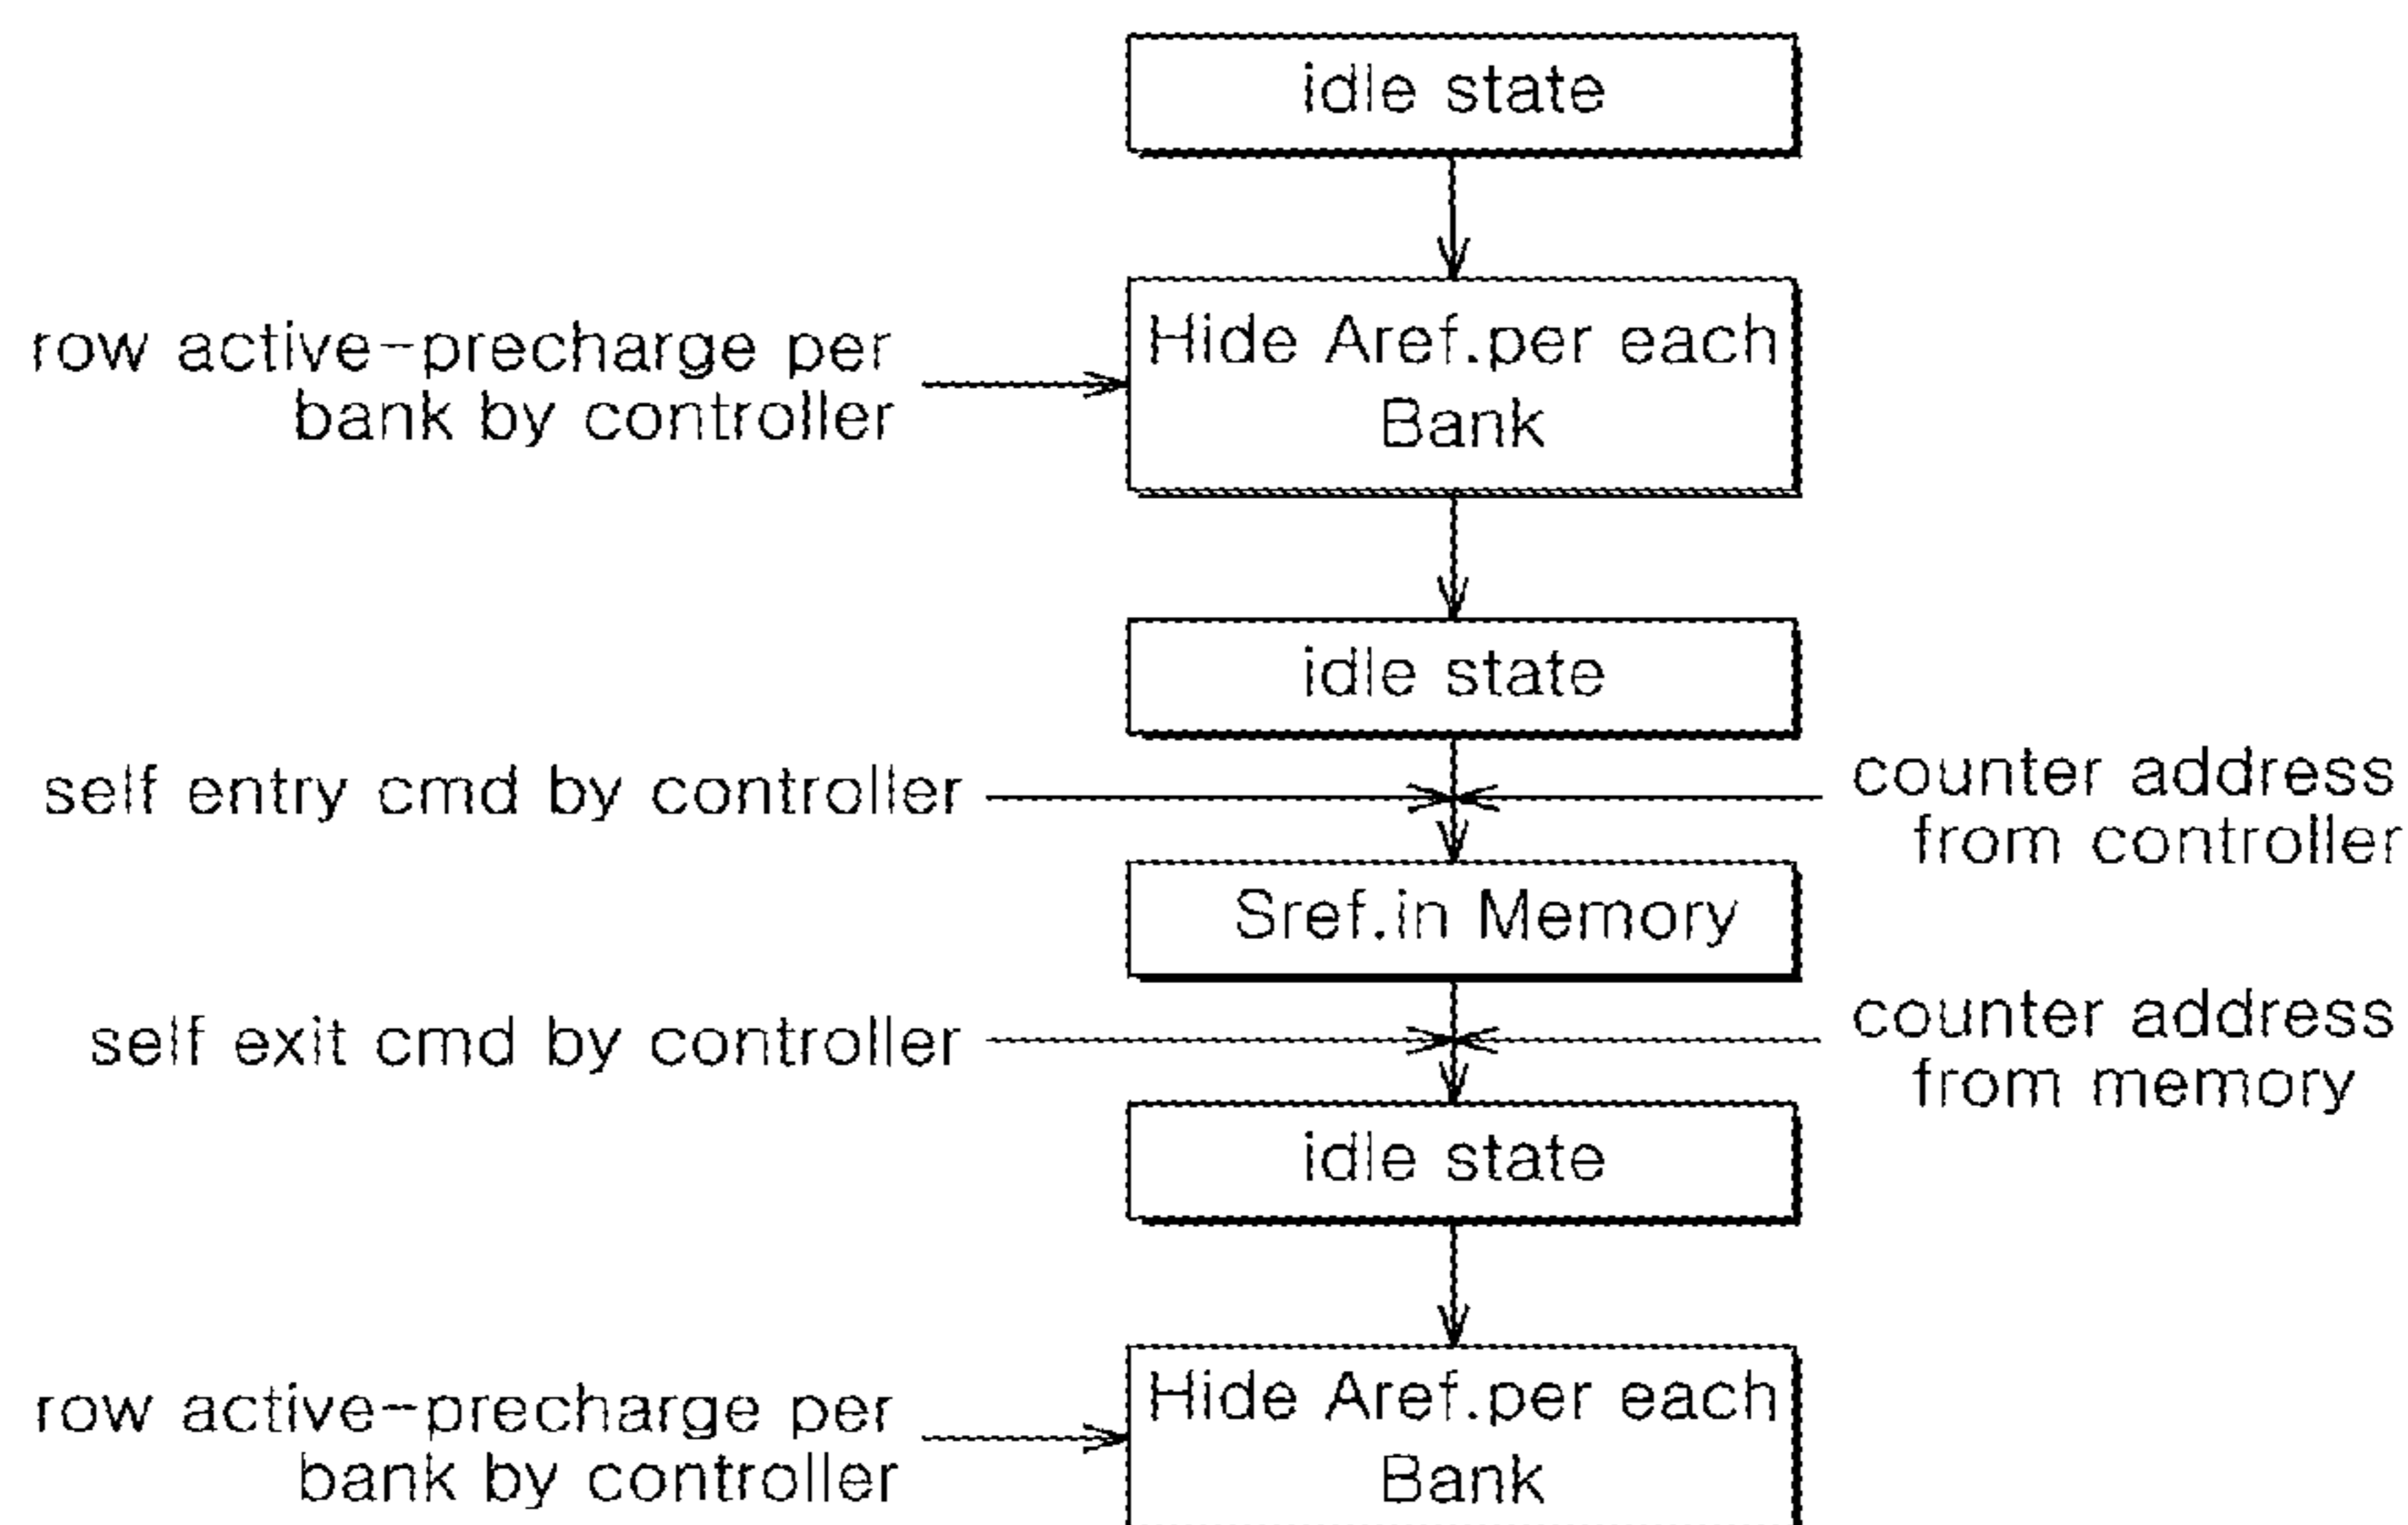 idle state
row active-precharge per
bank by controller
Hide Aref.per each
Bank
idle state
self entry cmd by controller
counter address
from controller
Sref.in Memory
self exit cmd by controller
counter address
from memory
idle state
row active-precharge per
bank by controller
Hide Aref.per each
Bank